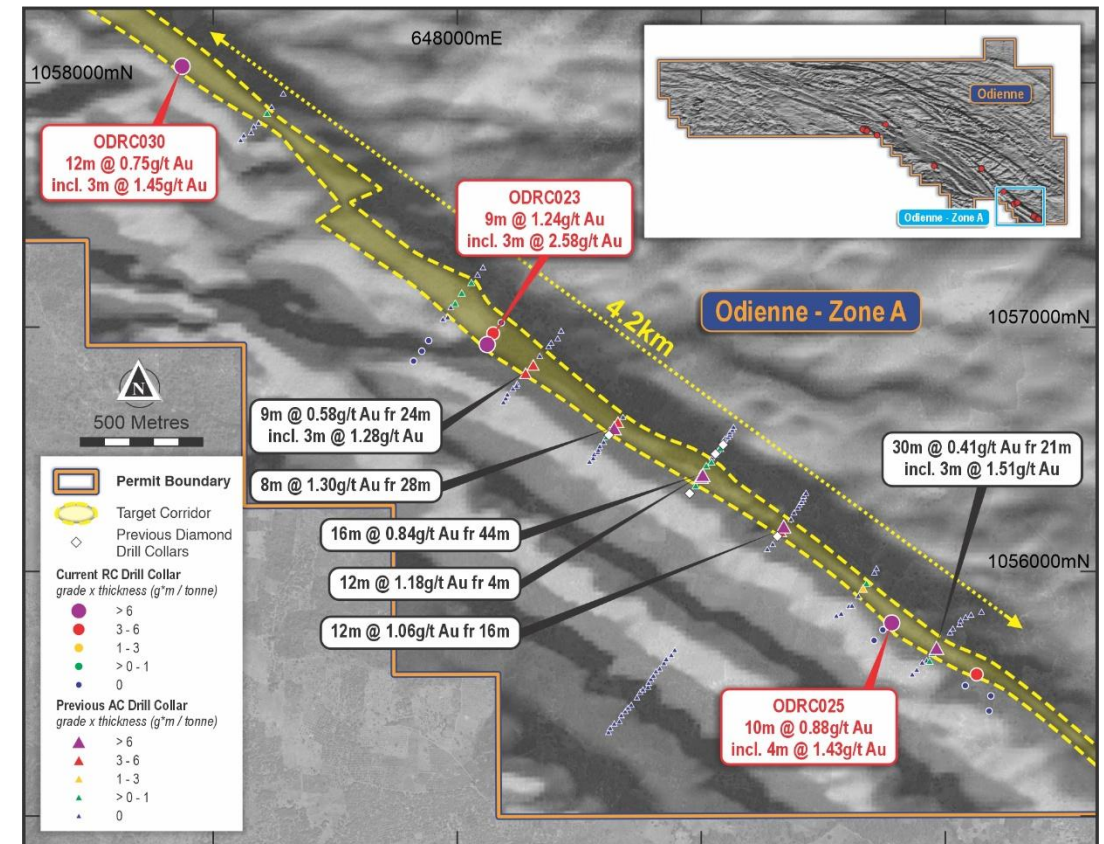 648000mE
1058000mN
Odienne
Odienne - Zone A
ODRC030
12m @ 0.75g/t Au
incl. 3m @ 1.45g/t Au
ODRC023
9m @ 1.24g/t Au
incl. 3m @ 2.58g/t Au
4.2km
Odienne - Zone A
1057000mN
N
500 Metres
9m @ 0.58g/t Au fr 24m
incl. 3m @ 1.28g/t Au
8m @ 1.30g/t Au fr 28m
16m @ 0.84g/t Au fr 44m
12m @ 1.18g/t Au fr 4m
12m @ 1.06g/t Au fr 16m
30m @ 0.41g/t Au fr 21m
incl. 3m @ 1.51g/t Au
1056000mN
ODRC025
10m @ 0.88g/t Au
incl. 4m @ 1.43g/t Au
Permit Boundary
Target Corridor
Previous Diamond
Drill Collars
Current RC Drill Collar
grade x thickness (g*m / tonne)
> 6
3 - 6
1 - 3
> 0 - 1
0
Previous AC Drill Collar
grade x thickness (g*m / tonne)
> 6
3 - 6
1 - 3
> 0 - 1
0